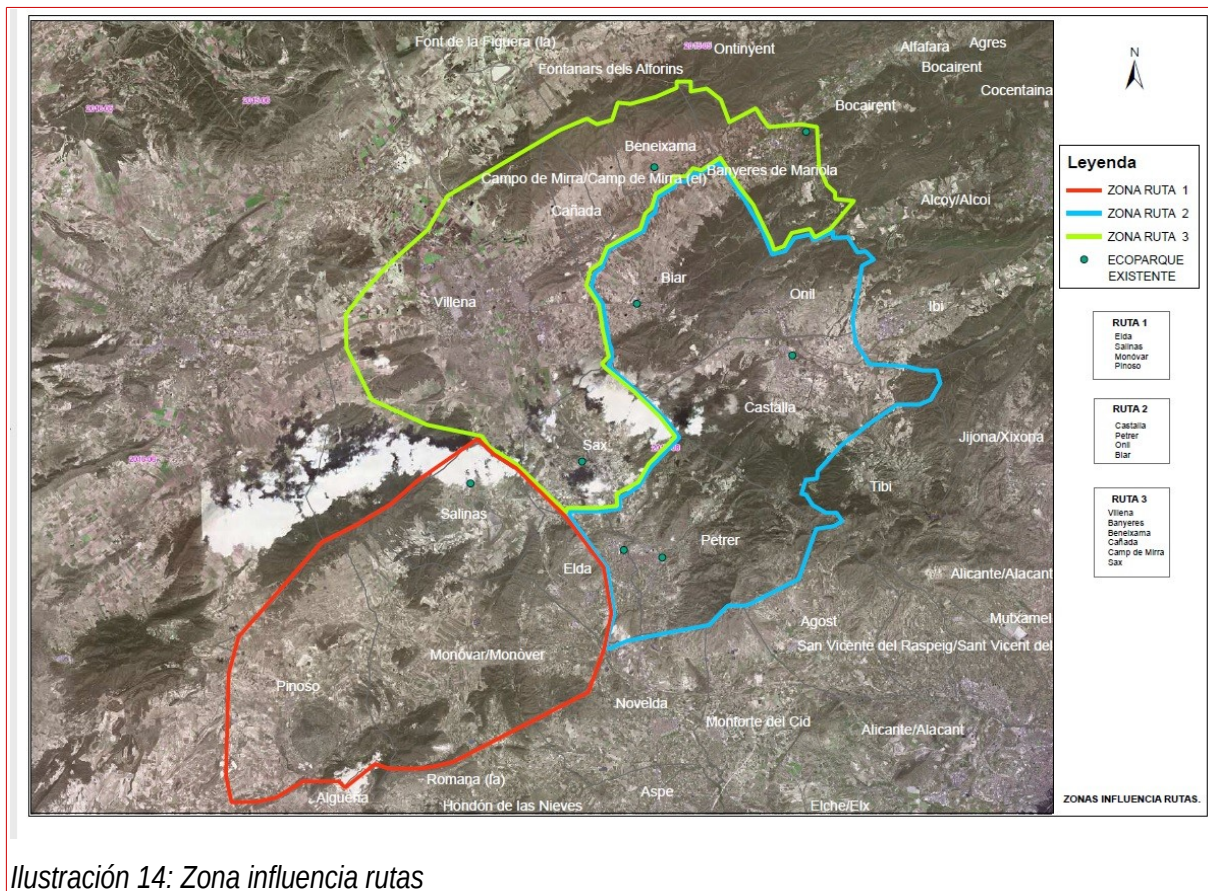 Font de la Figuera (la)
Ontinyent
Alfafara
Agres
Bocairent
Fontanars dels Alforins
Cocentaina
Bocairent
Beneixama
Banyeres de Mariola
Campo de Mirra/Camp de Mirra (el)
Alcoy/Alcoi
Cañada
Biar
Onil
Villena
Ibi
Castalla
Sax
Jijona/Xixona
Tibi
Salinas
Petrer
Elda
Alicante/Alacant
Agost
Mutxamel
San Vicente del Raspeig/Sant Vicent del
Monóvar/Monòver
Pinoso
Novelda
Monforte del Cid
Alicante/Alacant
Romana (la)
Aspe
Algueña
Hondón de las Nieves
Elche/Elx
N
Leyenda
ZONA RUTA 1
ZONA RUTA 2
ZONA RUTA 3
ECOPARQUE
EXISTENTE
RUTA 1
Elda
Salinas
Monóvar
Pinoso
RUTA 2
Castalla
Petrer
Onil
Biar
RUTA 3
Villena
Banyeres
Beneixama
Cañada
Camp de Mirra
Sax
ZONAS INFLUENCIA RUTAS.
Ilustración 14: Zona influencia rutas